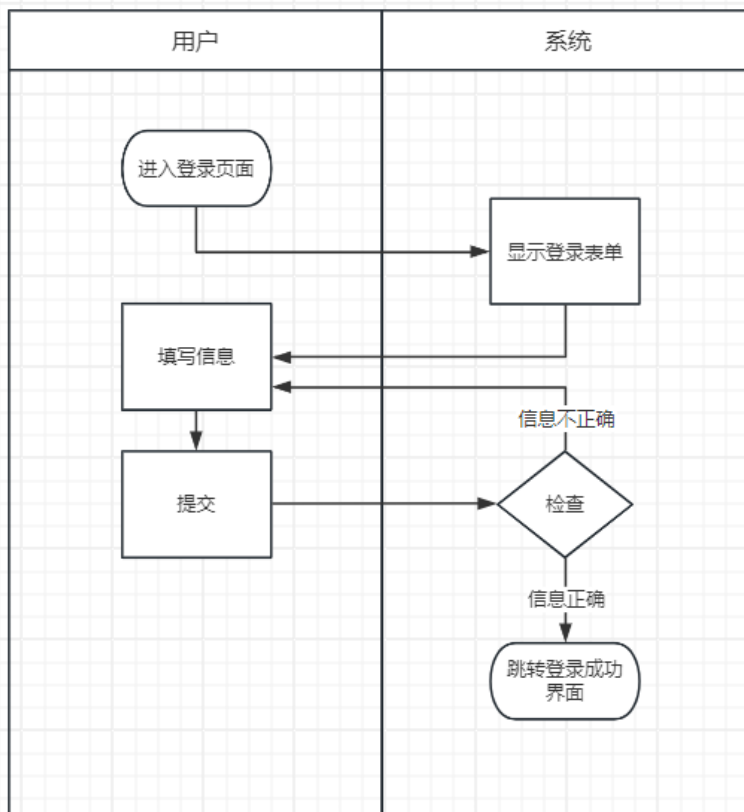 用户
系统
进入登录页面
显示登录表单
填写信息
信息不正确
提交
检查
信息正确
跳转登录成功
界面